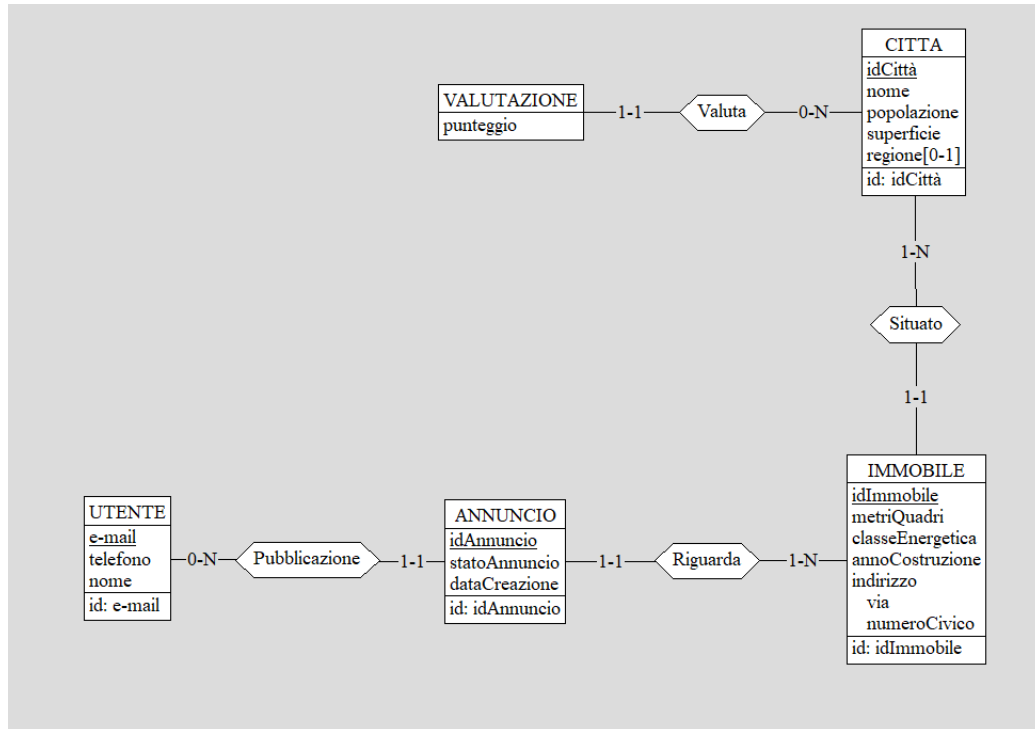 CITTA
idCittà
nome
popolazione
superficie
regione[0-1]
id: idCittà
VALUTAZIONE
punteggio
1-1
Valuta
0-N
1-N
Situato
1-1
UTENTE
e-mail
telefono
nome
id: e-mail
0-N
Pubblicazione
1-1
ANNUNCIO
idAnnuncio
statoAnnuncio
dataCreazione
id: idAnnuncio
1-1
Riguarda
1-N
IMMOBILE
idImmobile
metriQuadri
classeEnergetica
annoCostruzione
indirizzo
via
numeroCivico
id: idImmobile